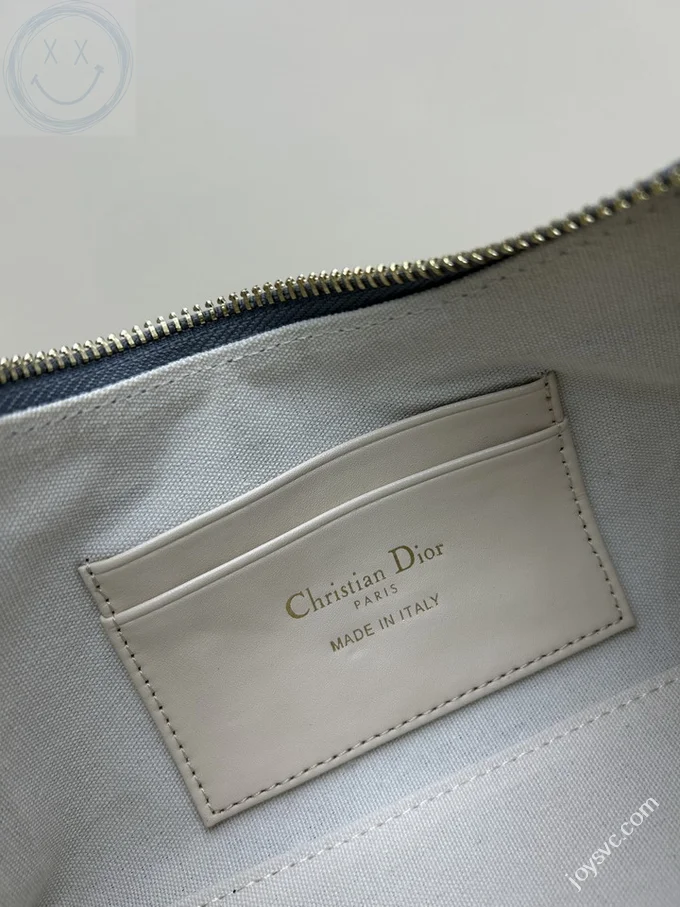 Christian Dior
PARIS
MADE IN ITALY
joysvc.com